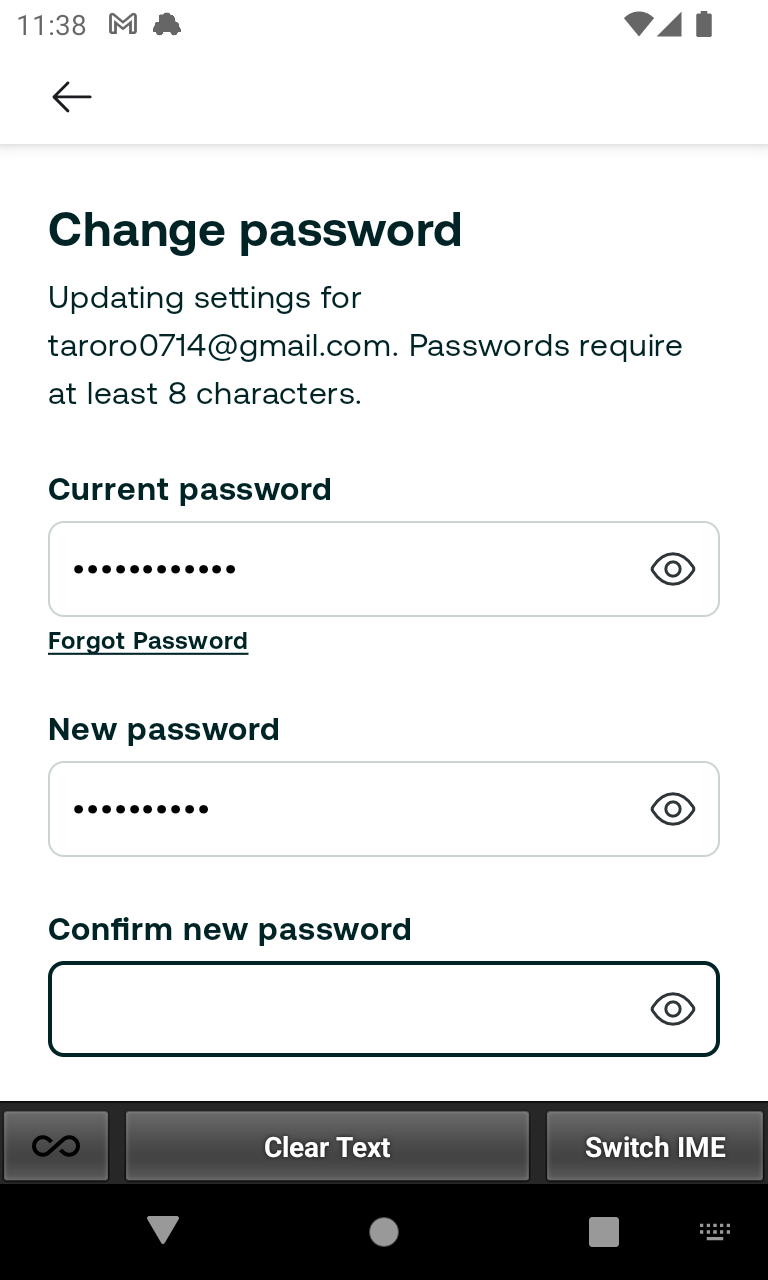 11:38
Change password
Updating settings for
taroro0714@gmail.com. Passwords require
at least 8 characters.
Current password
••••••••••••
Forgot Password
New password
••••••••••
Confirm new password
Clear Text
Switch IME